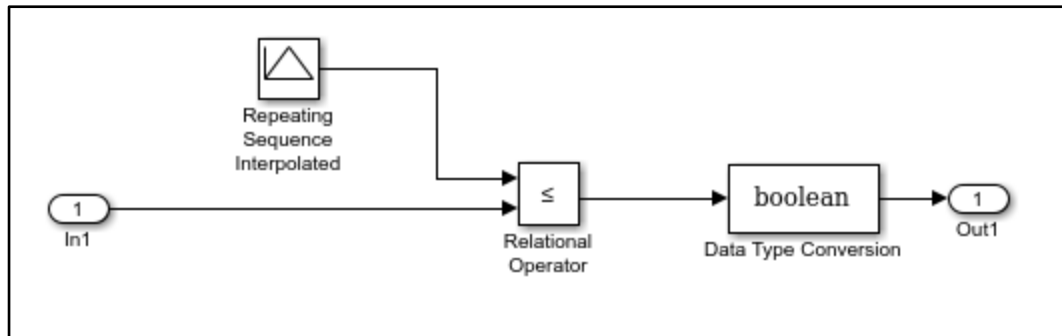 Repeating
Sequence
Interpolated
1
In1
≤
Relational
Operator
boolean
Data Type Conversion
1
Out1